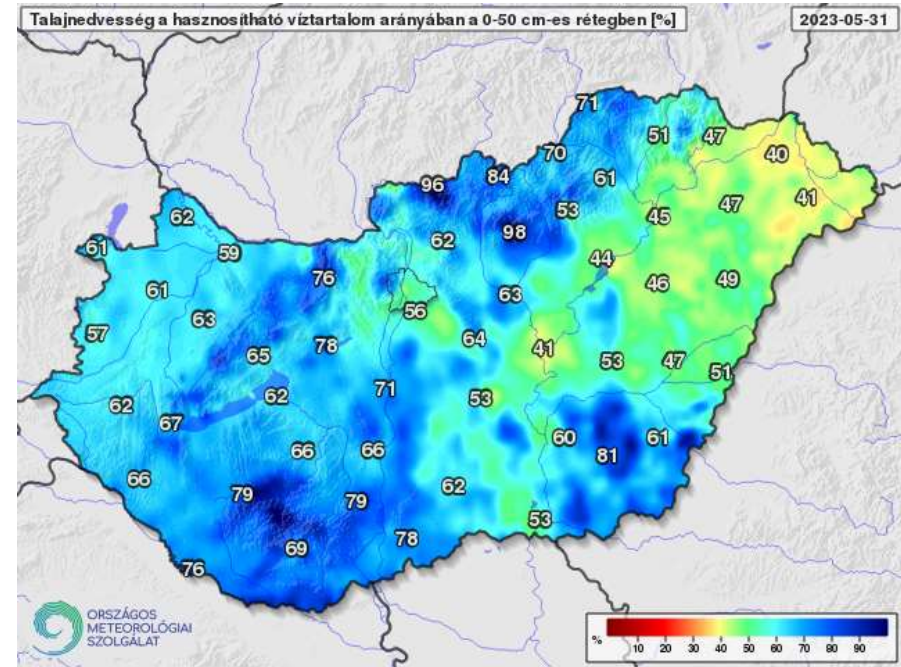 Talajnedvesség a hasznosítható víztartalom arányában a 0-50 cm-es rétegben [%] 2023-05-31
71
51 47
70 40
96 84 61 41
62 53 47
45
98
61 59 62 44
76 49
61 63 46
56
57 63 64
65 78 41 53 47
51
62 71 53
62
67 60 61
66 66 81
66 79 79 62
53
69 78
76
ORSZÁGOS
METEOROLÓGIAI
SZOLGÁLAT
% 10 20 30 40 50 60 70 80 90